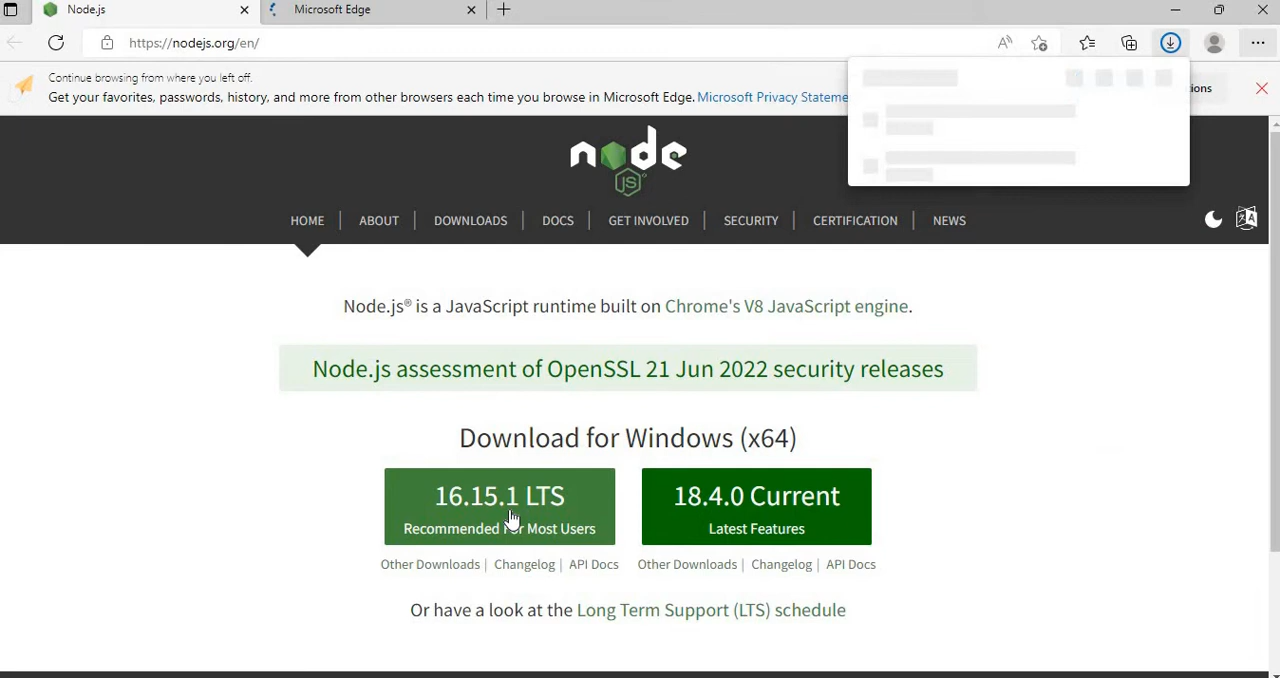 Node.js
Microsoft Edge
https://nodejs.org/en/
Continue browsing from where you left off.
Get your favorites, passwords, history, and more from other browsers each time you browse in Microsoft Edge. Microsoft Privacy
node
JS
HOME | ABOUT | DOWNLOADS | DOCS | GET INVOLVED | SECURITY | CERTIFICATION | NEWS
Node.js® is a JavaScript runtime built on Chrome's V8 JavaScript engine.
Node.js assessment of OpenSSL 21 Jun 2022 security releases
Download for Windows (x64)
16.15.1 LTS
Recommended For Most Users
18.4.0 Current
Latest Features
Other Downloads | Changelog | API Docs
Other Downloads | Changelog | API Docs
Or have a look at the Long Term Support (LTS) schedule